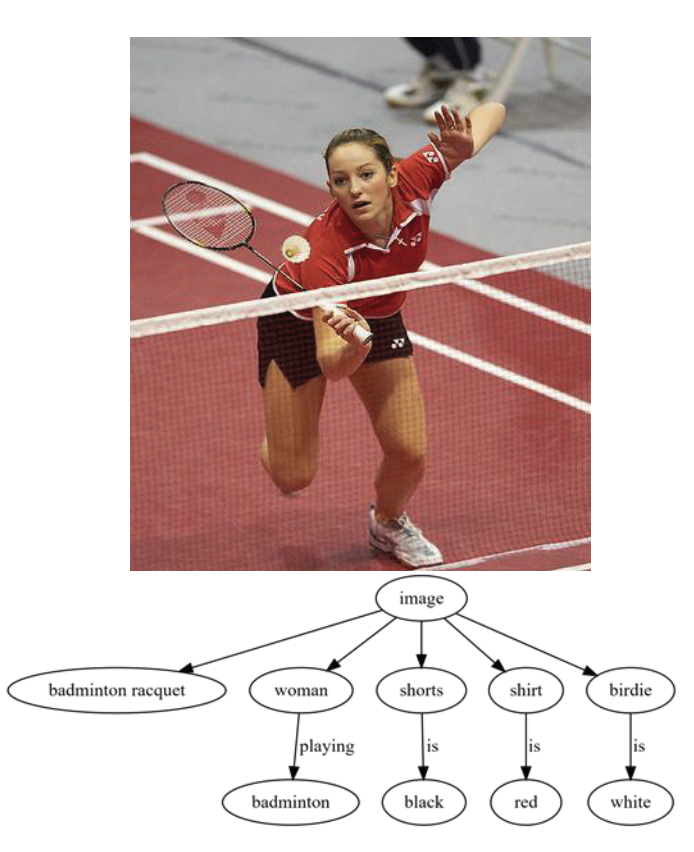 image
badminton racquet woman shorts shirt birdie
playing is is is
badminton black red white